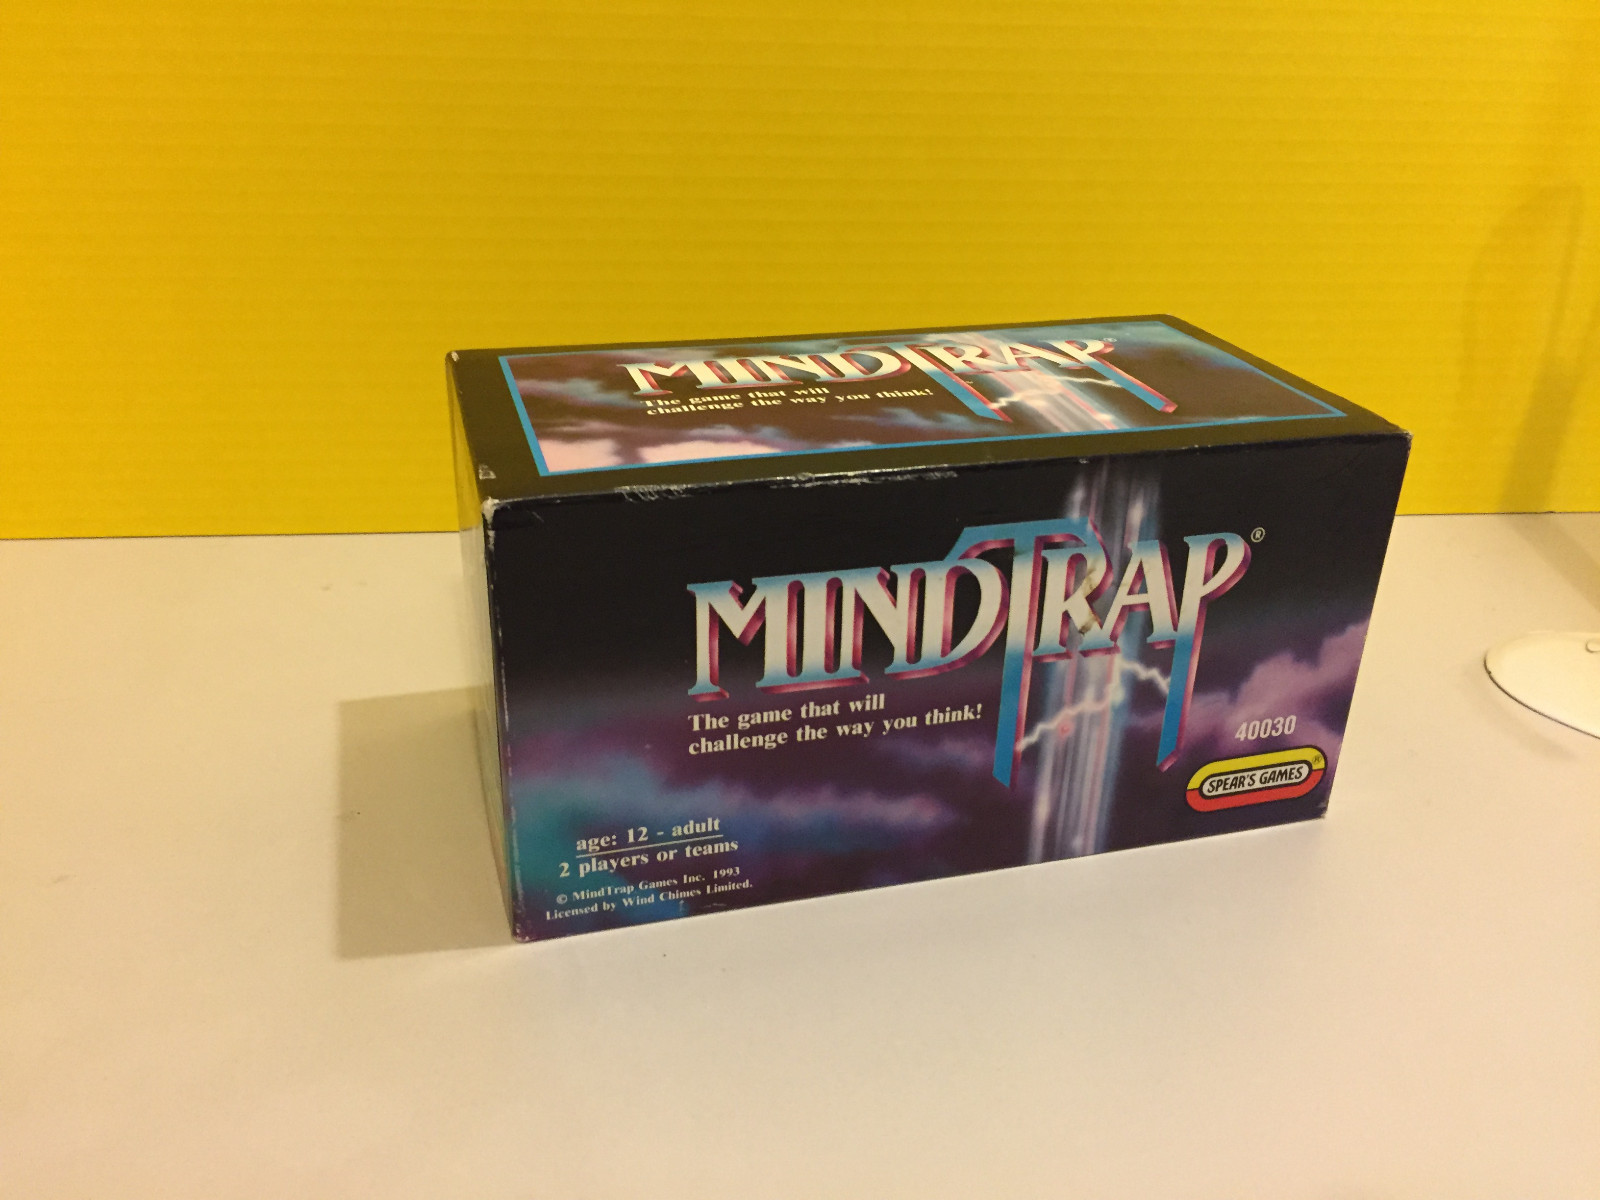 MINDTRAP®
The game that will
challenge the way you think!
MINDTRAP®
The game that will
challenge the way you think!
40030
SPEAR'S GAMES®
age: 12 - adult
2 players or teams
© MindTrap Games Inc. 1993
Licensed by Wind Chimes Limited.